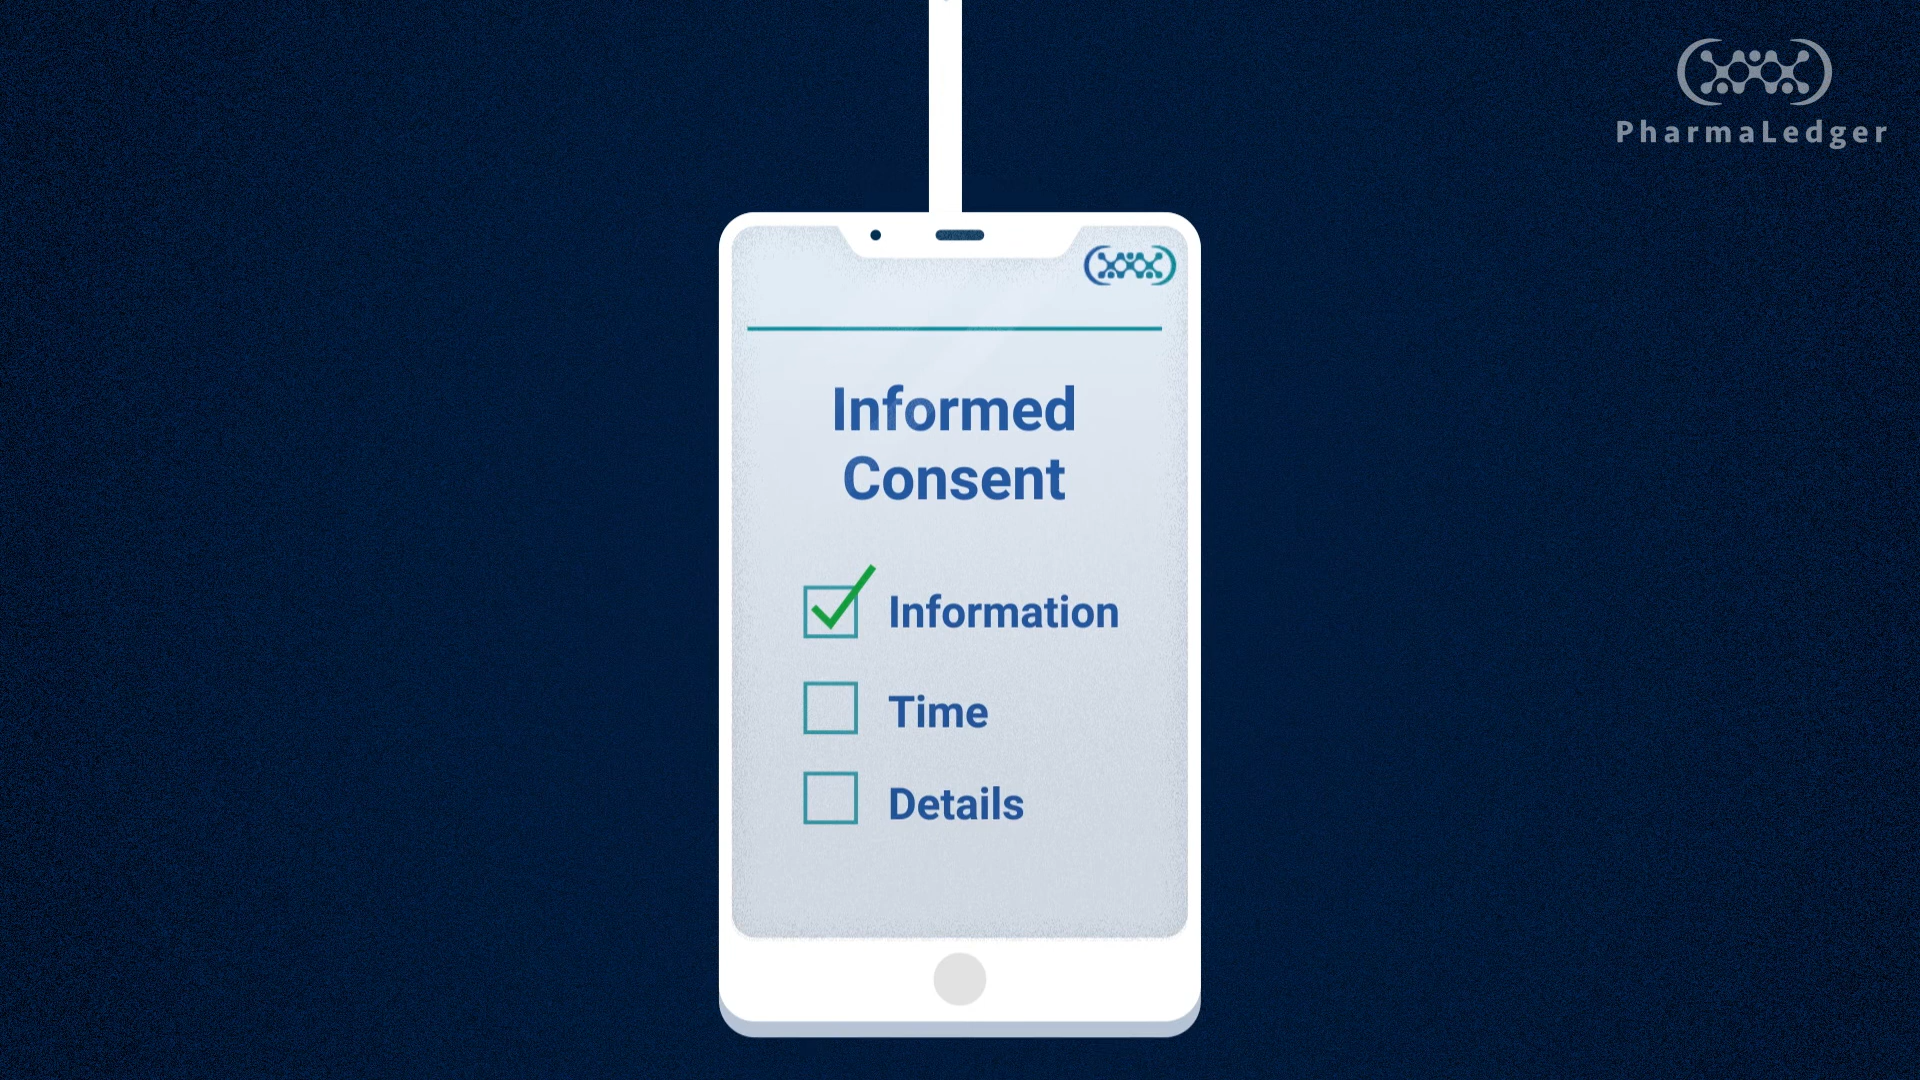 PharmaLedger
Informed
Consent
Information
Time
Details